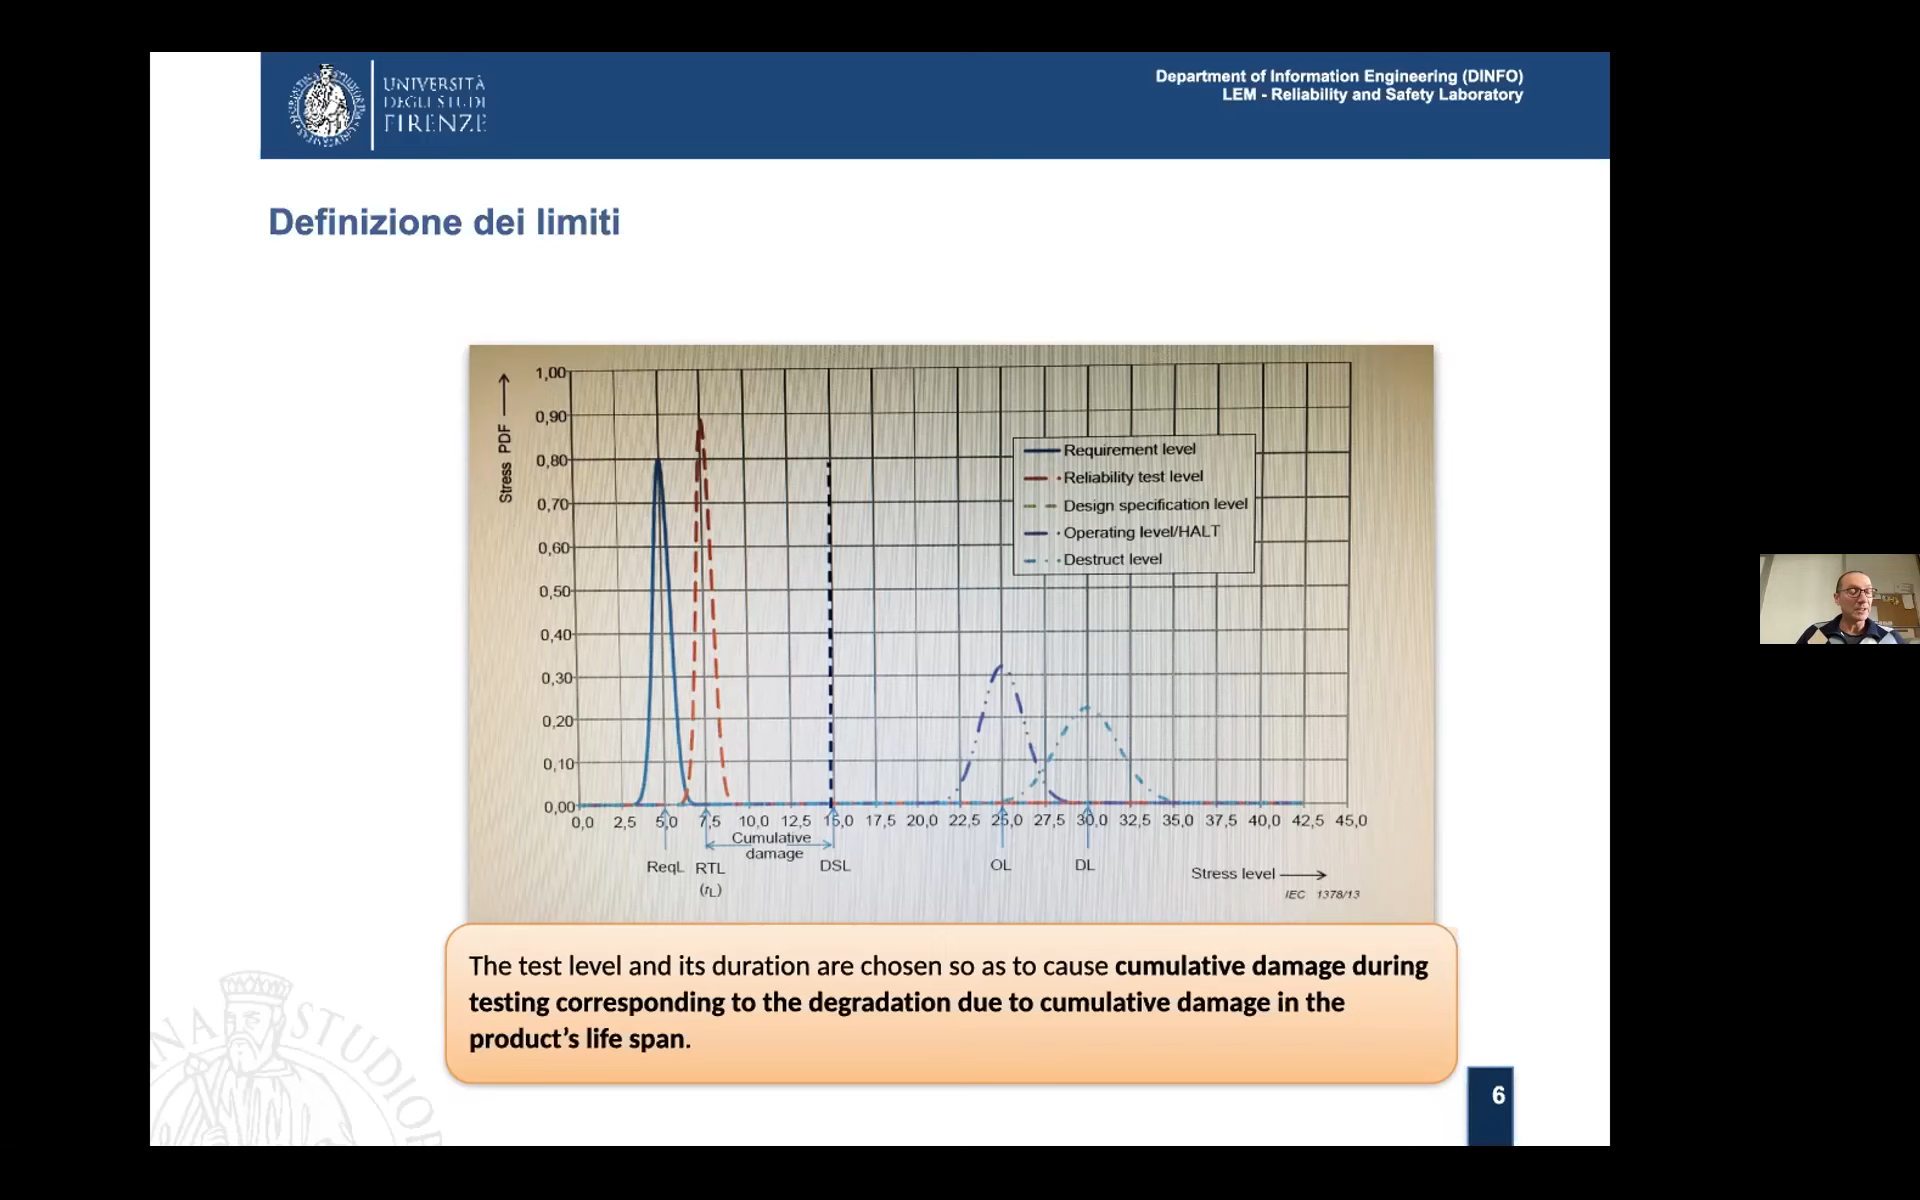 UNIVERSITÀ
DEGLI STUDI
FIRENZE
Department of Information Engineering (DINFO)
LEM - Reliability and Safety Laboratory
Definizione dei limiti
Stress PDF
1,00
0,90
0,80
0,70
0,60
0,50
0,40
0,30
0,20
0,10
0,00
Requirement level
Reliability test level
Design specification level
Operating level/HALT
Destruct level
0,0 2,5 5,0 7,5 10,0 12,5 15,0 17,5 20,0 22,5 25,0 27,5 30,0 32,5 35,0 37,5 40,0 42,5 45,0
Cumulative
damage
ReqL RTL DSL OL DL
(rL)
Stress level
IEC 1378/13
The test level and its duration are chosen so as to cause cumulative damage during
testing corresponding to the degradation due to cumulative damage in the
product’s life span.
NA STUDIO
6